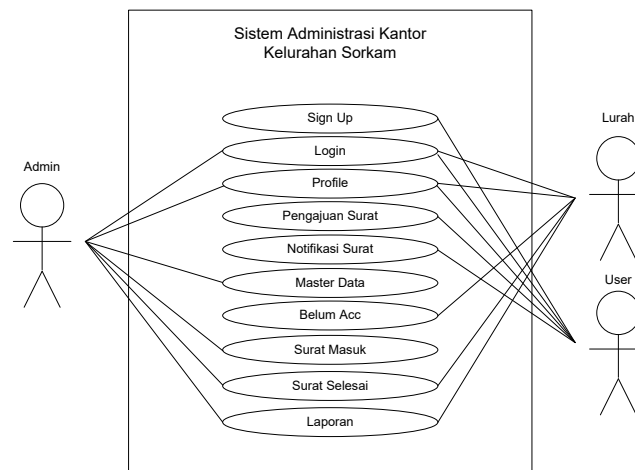 Sistem Administrasi Kantor
Kelurahan Sorkam
Sign Up
Lurah
Login
Admin
Profile
Pengajuan Surat
Notifikasi Surat
Master Data
User
Belum Acc
Surat Masuk
Surat Selesai
Laporan